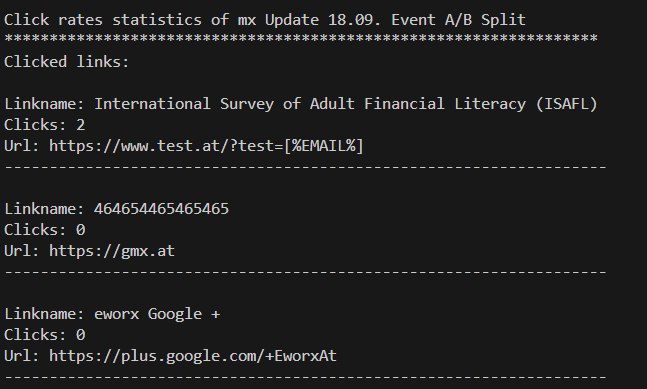 Click rates statistics of mx Update 18.09. Event A/B Split
******************************************************************
Clicked links:
Linkname: International Survey of Adult Financial Literacy (ISAFL)
Clicks: 2
Url: https://www.test.at/?test=[%EMAIL%]
-------------------------------------------------------------------
Linkname: 464654465465465
Clicks: 0
Url: https://gmx.at
-------------------------------------------------------------------
Linkname: eworx Google +
Clicks: 0
Url: https://plus.google.com/+EworxAt
-------------------------------------------------------------------